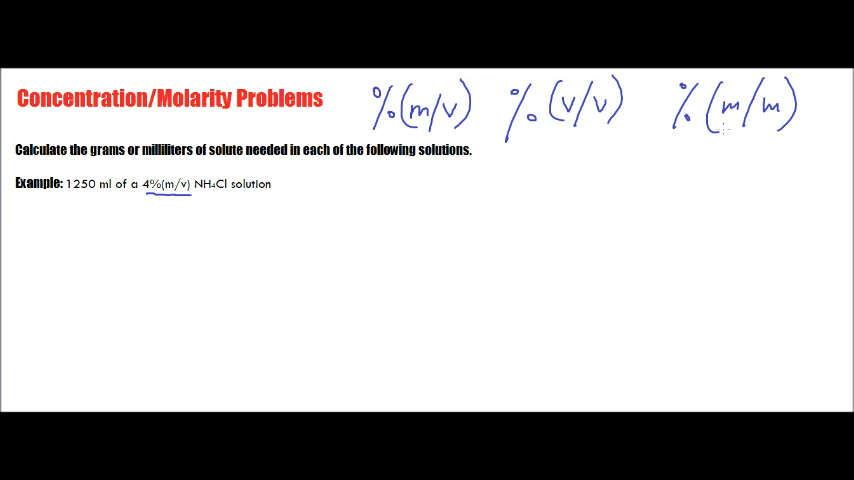 Concentration/Molarity Problems %(m/v) %(v/v) %(m/m)
Calculate the grams or milliliters of solute needed in each of the following solutions.
Example: 1250 ml of a 4%(m/v) NH₄Cl solution